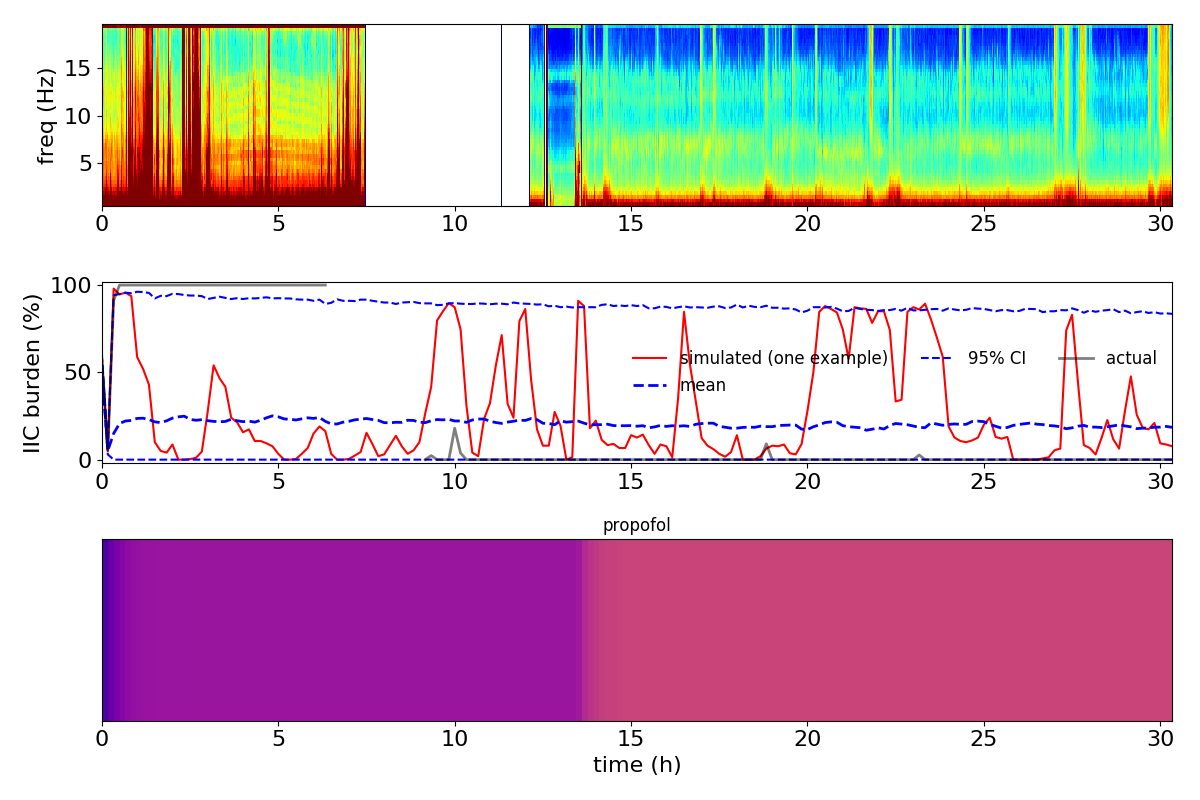 freq (Hz)
15
10
5
0 5 10 15 20 25 30
IIC burden (%)
100
50
0
simulated (one example) 95% CI actual
mean
0 5 10 15 20 25 30
propofol
0 5 10 15 20 25 30
time (h)